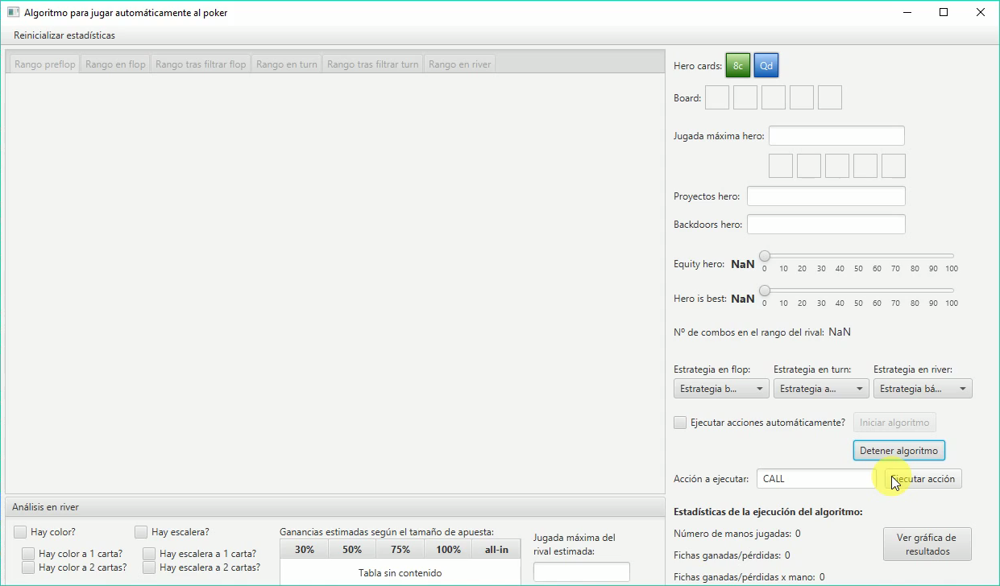 Algoritmo para jugar automáticamente al poker
Reinicializar estadísticas
Rango preflop Rango en flop Rango tras filtrar flop Rango en turn Rango tras filtrar turn Rango en river
Hero cards: 8c Qd
Board:
Jugada máxima hero:
Proyectos hero:
Backdoors hero:
Equity hero: NaN
0 10 20 30 40 50 60 70 80 90 100
Hero is best: NaN
0 10 20 30 40 50 60 70 80 90 100
Nº de combos en el rango del rival: NaN
Estrategia en flop: Estrategia en turn: Estrategia en river:
Estrategia b... Estrategia a... Estrategia bá...
Ejecutar acciones automáticamente? Iniciar algoritmo
Detener algoritmo
Acción a ejecutar: CALL Ejecutar acción
Estadísticas de la ejecución del algoritmo:
Número de manos jugadas: 0
Fichas ganadas/pérdidas: 0
Fichas ganadas/pérdidas x mano: 0
Ver gráfica de
resultados
Análisis en river
Hay color? Hay escalera?
Hay color a 1 carta? Hay escalera a 1 carta?
Hay color a 2 cartas? Hay escalera a 2 cartas?
Ganancias estimadas según el tamaño de apuesta:
30% 50% 75% 100% all-in
Tabla sin contenido
Jugada máxima del
rival estimada: